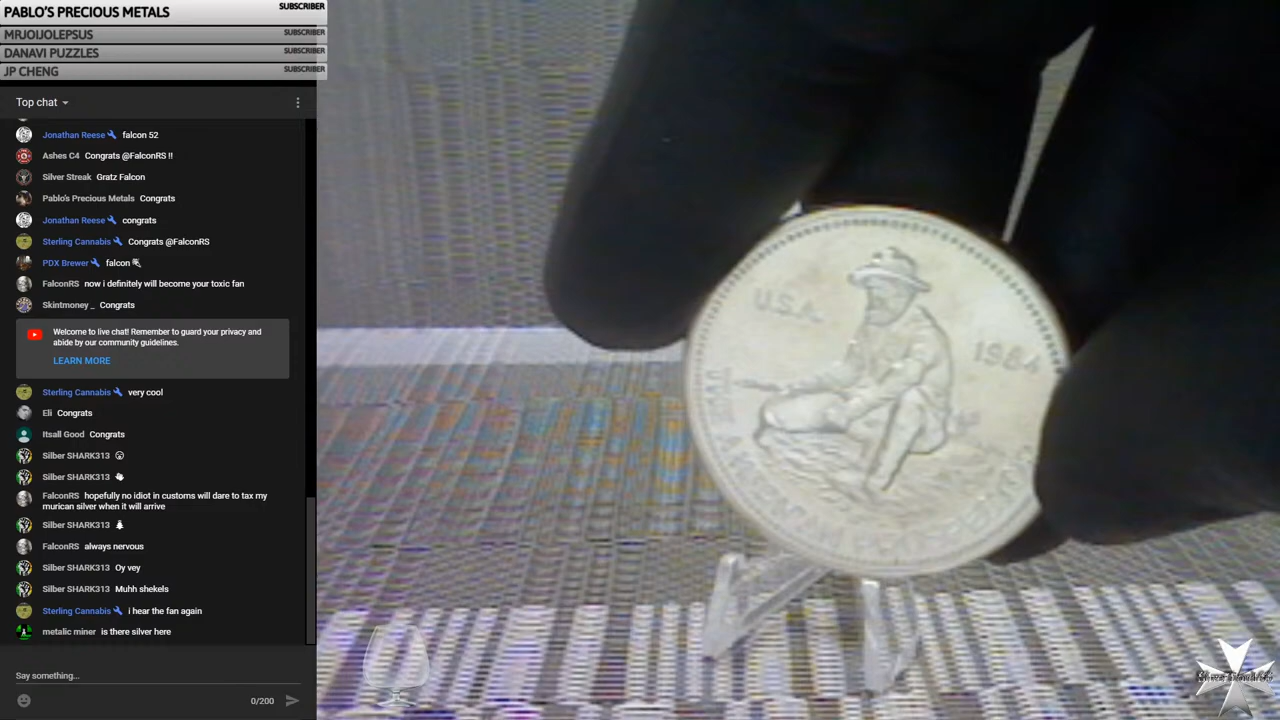 PABLO'S PRECIOUS METALS SUBSCRIBER
MRJOIJOLEPSUS SUBSCRIBER
DANAVI PUZZLES SUBSCRIBER
JP CHENG SUBSCRIBER
Top chat
Jonathan Reese falcon 52
Ashes C4 Congrats @FalconRS !!
Silver Streak Gratz Falcon
Pablo's Precious Metals Congrats
Jonathan Reese congrats
Sterling Cannabis Congrats @FalconRS
PDX Brewer falcon
FalconRS now i definitely will become your toxic fan
Skintmoney _ Congrats
Welcome to live chat! Remember to guard your privacy and
abide by our community guidelines.
LEARN MORE
Sterling Cannabis very cool
Eli Congrats
Itsall Good Congrats
Silber SHARK313
Silber SHARK313
FalconRS hopefully no idiot in customs will dare to tax my
murican silver when it will arrive
Silber SHARK313
FalconRS always nervous
Silber SHARK313 Oy vey
Silber SHARK313 Muhh shekels
Sterling Cannabis i hear the fan again
metalic miner is there silver here
Say something...
0/200
U.S.A.
1984